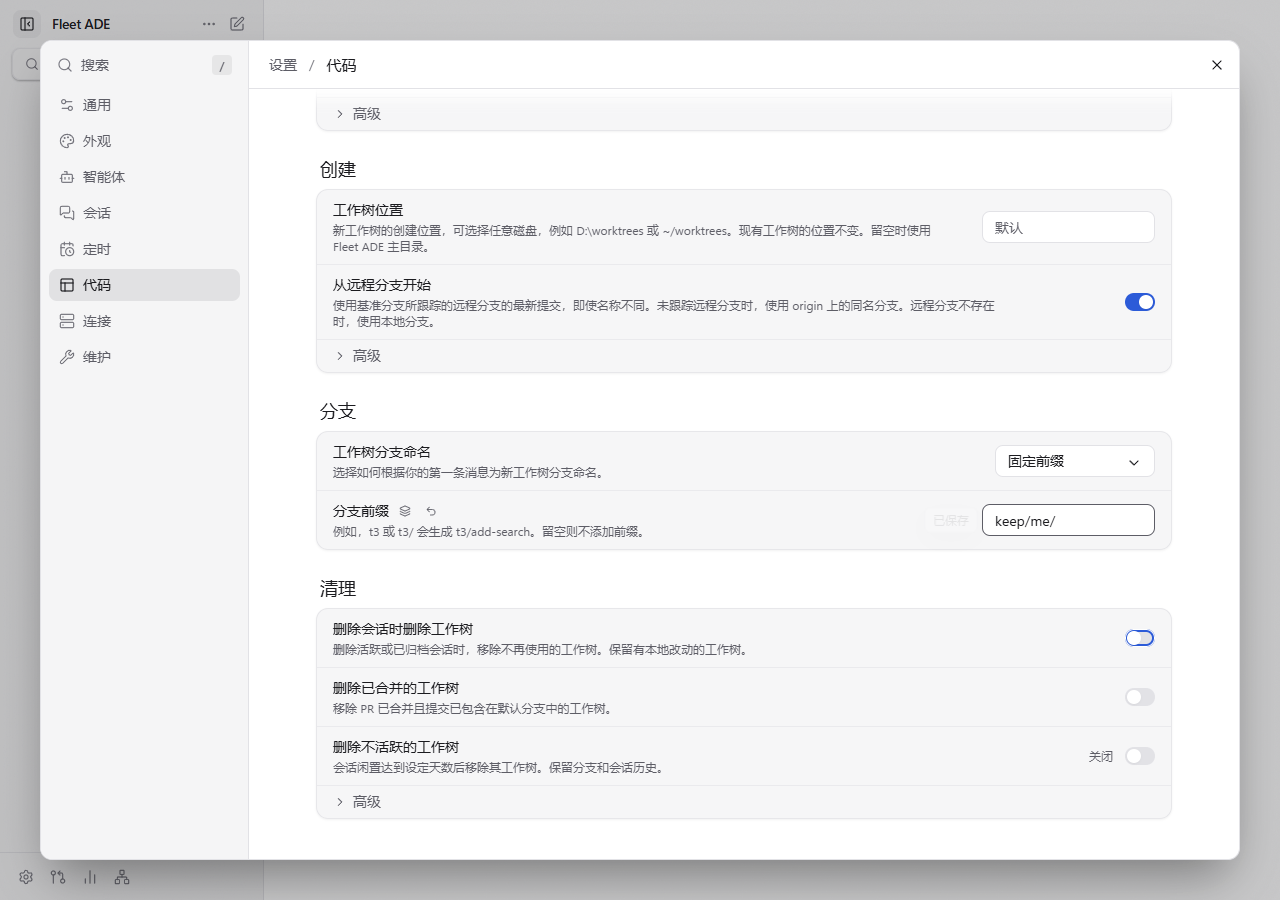 Fleet ADE
搜索
/
通用
外观
智能体
会话
定时
代码
连接
维护
设置 / 代码
高级
创建
工作树位置
新工作树的创建位置，可选择任意磁盘，例如 D:\worktrees 或 ~/worktrees。现有工作树的位置不变。留空时使用
Fleet ADE 主目录。
默认
从远程分支开始
使用基准分支所跟踪的远程分支的最新提交，即使名称不同。未跟踪远程分支时，使用 origin 上的同名分支。远程分支不存在
时，使用本地分支。
高级
分支
工作树分支命名
选择如何根据你的第一条消息为新工作树分支命名。
固定前缀
分支前缀
例如，t3 或 t3/ 会生成 t3/add-search。留空则不添加前缀。
已保存
keep/me/
清理
删除会话时删除工作树
删除活跃或已归档会话时，移除不再使用的工作树。保留有本地改动的工作树。
删除已合并的工作树
移除 PR 已合并且提交已包含在默认分支中的工作树。
删除不活跃的工作树
会话闲置达到设定天数后移除其工作树。保留分支和会话历史。
关闭
高级